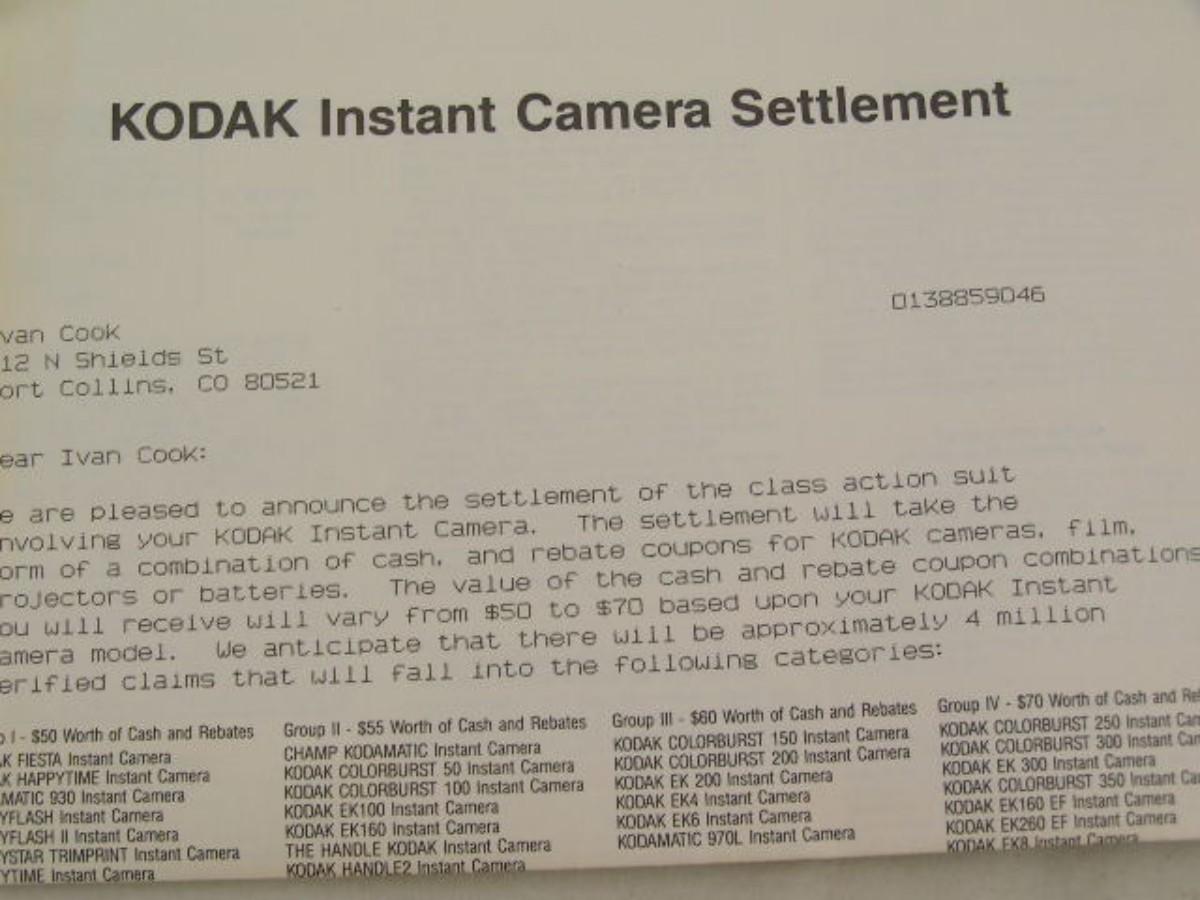 KODAK Instant Camera Settlement
0138859046
van Cook
12 N Shields St
ort Collins, CO 80521
ear Ivan Cook:
e are pleased to announce the settlement of the class action suit
nvolving your KODAK Instant Camera. The settlement will take the
orm of a combination of cash, and rebate coupons for KODAK cameras, film,
rojectors or batteries. The value of the cash and rebate coupon combinations
ou will receive will vary from $50 to $70 based upon your KODAK Instant
amera model. We anticipate that there will be approximately 4 million
erified claims that will fall into the following categories:
p I - $50 Worth of Cash and Rebates
K FIESTA Instant Camera
K HAPPYTIME Instant Camera
MATIC 930 Instant Camera
YFLASH Instant Camera
YFLASH II Instant Camera
YSTAR TRIMPRINT Instant Camera
YTIME Instant Camera
Group II - $55 Worth of Cash and Rebates
CHAMP KODAMATIC Instant Camera
KODAK COLORBURST 50 Instant Camera
KODAK COLORBURST 100 Instant Camera
KODAK EK100 Instant Camera
KODAK EK160 Instant Camera
THE HANDLE KODAK Instant Camera
KODAK HANDLE2 Instant Camera
Group III - $60 Worth of Cash and Rebates
KODAK COLORBURST 150 Instant Camera
KODAK COLORBURST 200 Instant Camera
KODAK EK 200 Instant Camera
KODAK EK4 Instant Camera
KODAK EK6 Instant Camera
KODAMATIC 970L Instant Camera
Group IV - $70 Worth of Cash and Re
KODAK COLORBURST 250 Instant Ca
KODAK COLORBURST 300 Instant Ca
KODAK EK 300 Instant Camera
KODAK COLORBURST 350 Instant Ca
KODAK EK160 EF Instant Camera
KODAK EK260 EF Instant Camera
KODAK EK8 Instant Camera